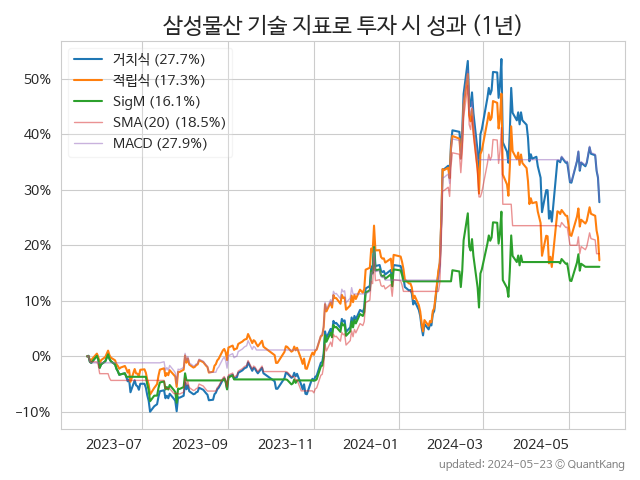 삼성물산 기술 지표로 투자 시 성과 (1년)
거치식 (27.7%)
적립식 (17.3%)
SigM (16.1%)
SMA(20) (18.5%)
MACD (27.9%)
50%
40%
30%
20%
10%
0%
−10%
2023-07 2023-09 2023-11 2024-01 2024-03 2024-05
updated: 2024-05-23 © QuantKang